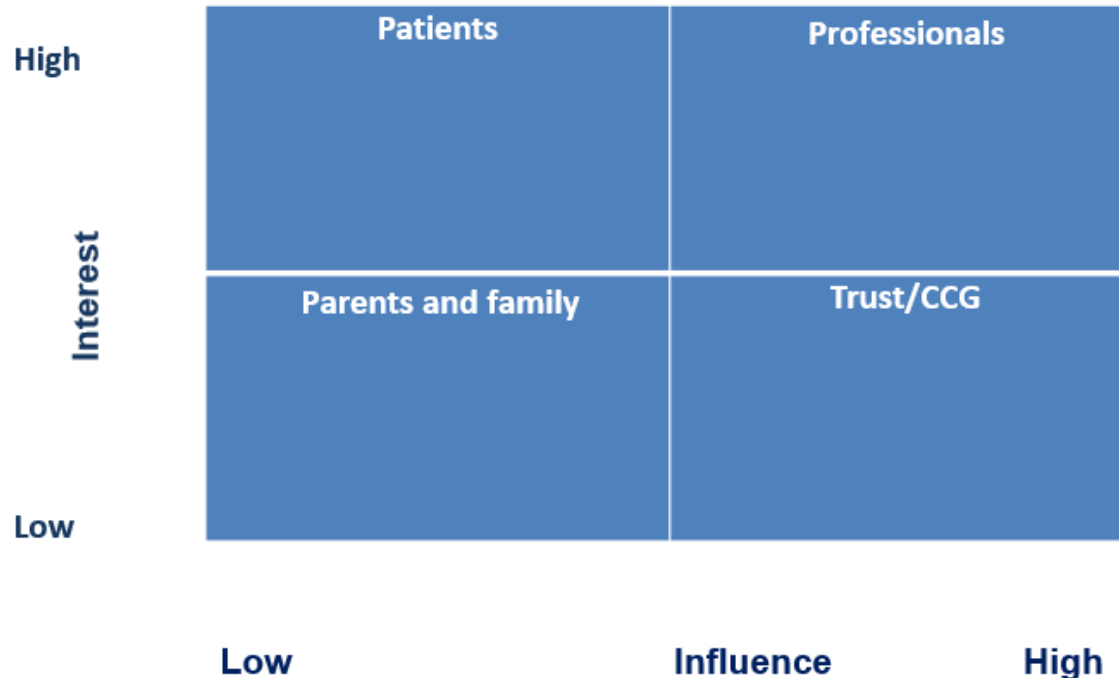 High
Patients
Professionals
Interest
Parents and family
Trust/CCG
Low
Low
Influence
High